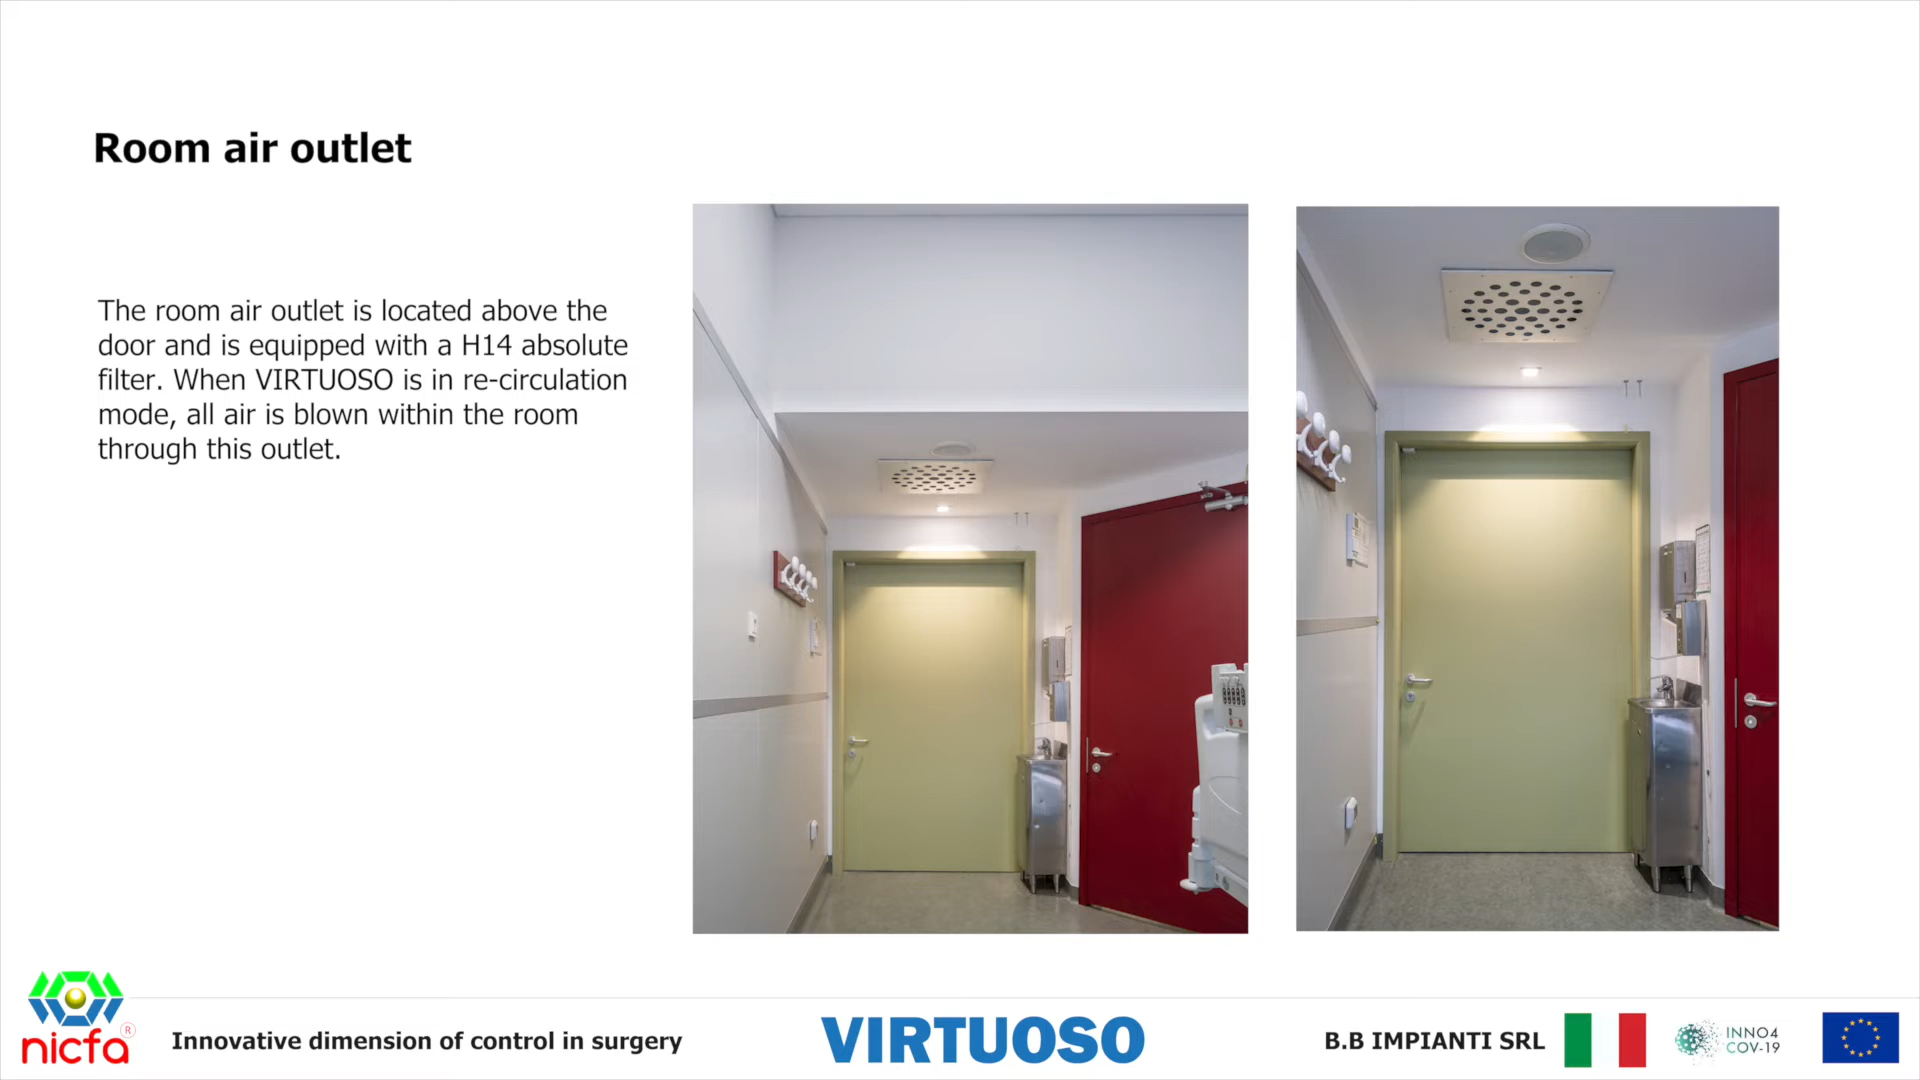 Room air outlet
The room air outlet is located above the
door and is equipped with a H14 absolute
filter. When VIRTUOSO is in re-circulation
mode, all air is blown within the room
through this outlet.
nicfa ®
Innovative dimension of control in surgery
VIRTUOSO
B.B IMPIANTI SRL
INNO4
COV-19